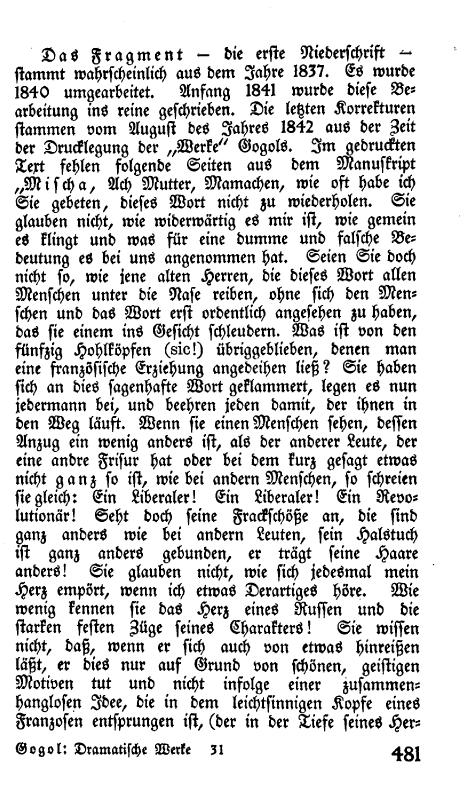 Das Fragment — die erste Niederschrift —
stammt wahrscheinlich aus dem Jahre 1837. Es wurde
1840 umgearbeitet. Anfang 1841 wurde diese Be-
arbeitung ins reine geschrieben. Die letzten Korrekturen
stammen vom August des Jahres 1842 aus der Zeit
der Drucklegung der „Werke“ Gogols. Im gedruckten
Text fehlen folgende Seiten aus dem Manuskript
„Mischa, Ach Mutter, Mamachen, wie oft habe ich
Sie gebeten, dieses Wort nicht zu wiederholen. Sie
glauben nicht, wie widerwärtig es mir ist, wie gemein
es klingt und was für eine dumme und falsche Be-
deutung es bei uns angenommen hat. Seien Sie doch
nicht so, wie jene alten Herren, die dieses Wort allen
Menschen unter die Nase reiben, ohne sich den Men-
schen und das Wort erst ordentlich angesehen zu haben,
das sie einem ins Gesicht schleudern. Was ist von den
fünfzig Hohlköpfen (sic!) übriggeblieben, denen man
eine französische Erziehung angedeihen ließ? Sie haben
sich an dies sagenhafte Wort geklammert, legen es nun
jedermann bei, und beehren jeden damit, der ihnen in
den Weg läuft. Wenn sie einen Menschen sehen, dessen
Anzug ein wenig anders ist, als der anderer Leute, der
eine andre Frisur hat oder bei dem kurz gesagt etwas
nicht ganz so ist, wie bei andern Menschen, so schreien
sie gleich: Ein Liberaler! Ein Liberaler! Ein Revo-
lutionär! Seht doch seine Frackschöße an, die sind
ganz anders wie bei andern Leuten, sein Halstuch
ist ganz anders gebunden, er trägt seine Haare
anders! Sie glauben nicht, wie sich jedesmal mein
Herz empört, wenn ich etwas Derartiges höre. Wie
wenig kennen sie das Herz eines Russen und die
starken festen Züge seines Charakters! Sie wissen
nicht, daß, wenn er sich auch von etwas hinreißen
läßt, er dies nur auf Grund von schönen, geistigen
Motiven tut und nicht infolge einer zusammen-
hanglosen Idee, die in dem leichtsinnigen Kopfe eines
Franzosen entsprungen ist, (der in der Tiefe seines Her-
Gogol: Dramatische Werke 31
481